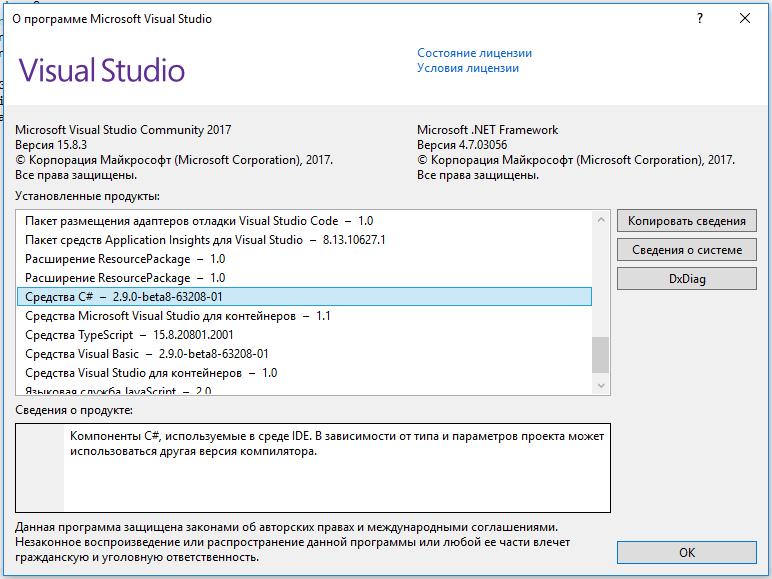 О программе Microsoft Visual Studio
Visual Studio
Состояние лицензии
Условия лицензии
Microsoft Visual Studio Community 2017
Версия 15.8.3
© Корпорация Майкрософт (Microsoft Corporation), 2017.
Все права защищены.
Microsoft .NET Framework
Версия 4.7.03056
© Корпорация Майкрософт (Microsoft Corporation), 2017.
Все права защищены.
Установленные продукты:
Пакет размещения адаптеров отладки Visual Studio Code – 1.0
Пакет средств Application Insights для Visual Studio – 8.13.10627.1
Расширение ResourcePackage – 1.0
Расширение ResourcePackage – 1.0
Средства C# – 2.9.0-beta8-63208-01
Средства Microsoft Visual Studio для контейнеров – 1.1
Средства TypeScript – 15.8.20801.2001
Средства Visual Basic – 2.9.0-beta8-63208-01
Средства Visual Studio для контейнеров – 1.0
Языковая служба JavaScript – 2.0
Копировать сведения
Сведения о системе
DxDiag
Сведения о продукте:
Компоненты C#, используемые в среде IDE. В зависимости от типа и параметров проекта может
использоваться другая версия компилятора.
Данная программа защищена законами об авторских правах и международными соглашениями.
Незаконное воспроизведение или распространение данной программы или любой ее части влечет
гражданскую и уголовную ответственность.
OK